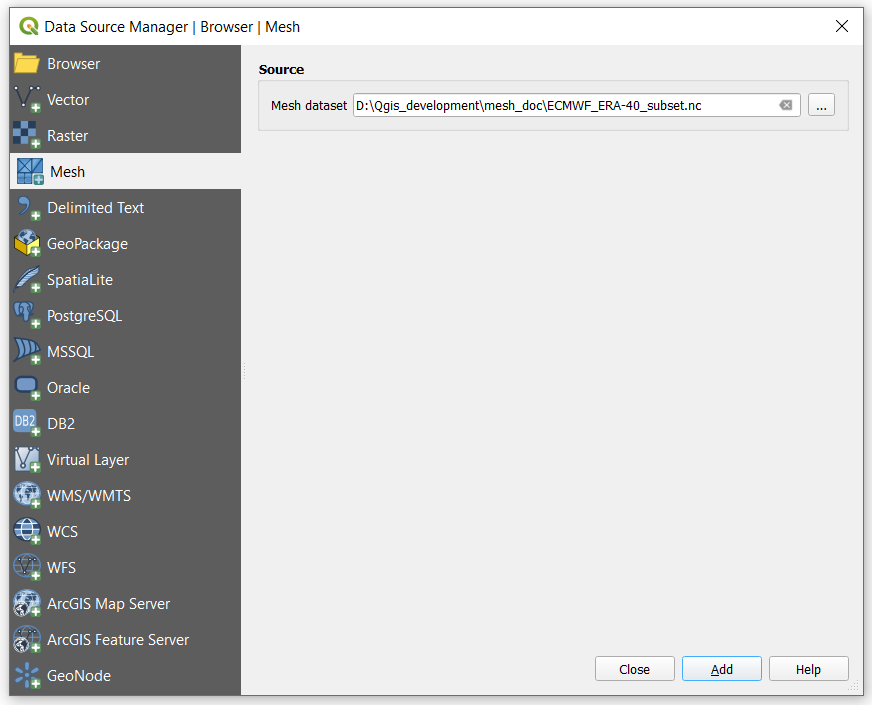 Data Source Manager | Browser | Mesh
Browser
Vector
Raster
Mesh
Delimited Text
GeoPackage
SpatiaLite
PostgreSQL
MSSQL
Oracle
DB2
DB2
Virtual Layer
WMS/WMTS
WCS
WFS
ArcGIS Map Server
ArcGIS Feature Server
GeoNode
Source
Mesh dataset D:\Qgis_development\mesh_doc\ECMWF_ERA-40_subset.nc ...
Close Add Help